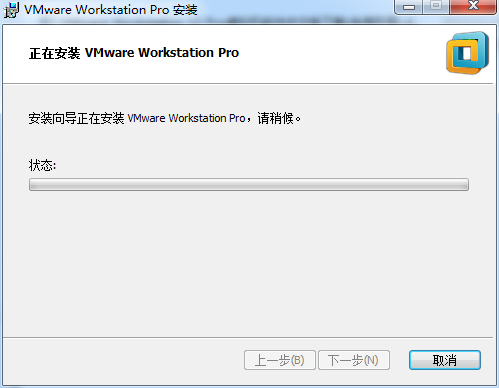 VMware Workstation Pro 安装
正在安装 VMware Workstation Pro
安装向导正在安装 VMware Workstation Pro，请稍候。
状态:
上一步(B) 下一步(N) 取消